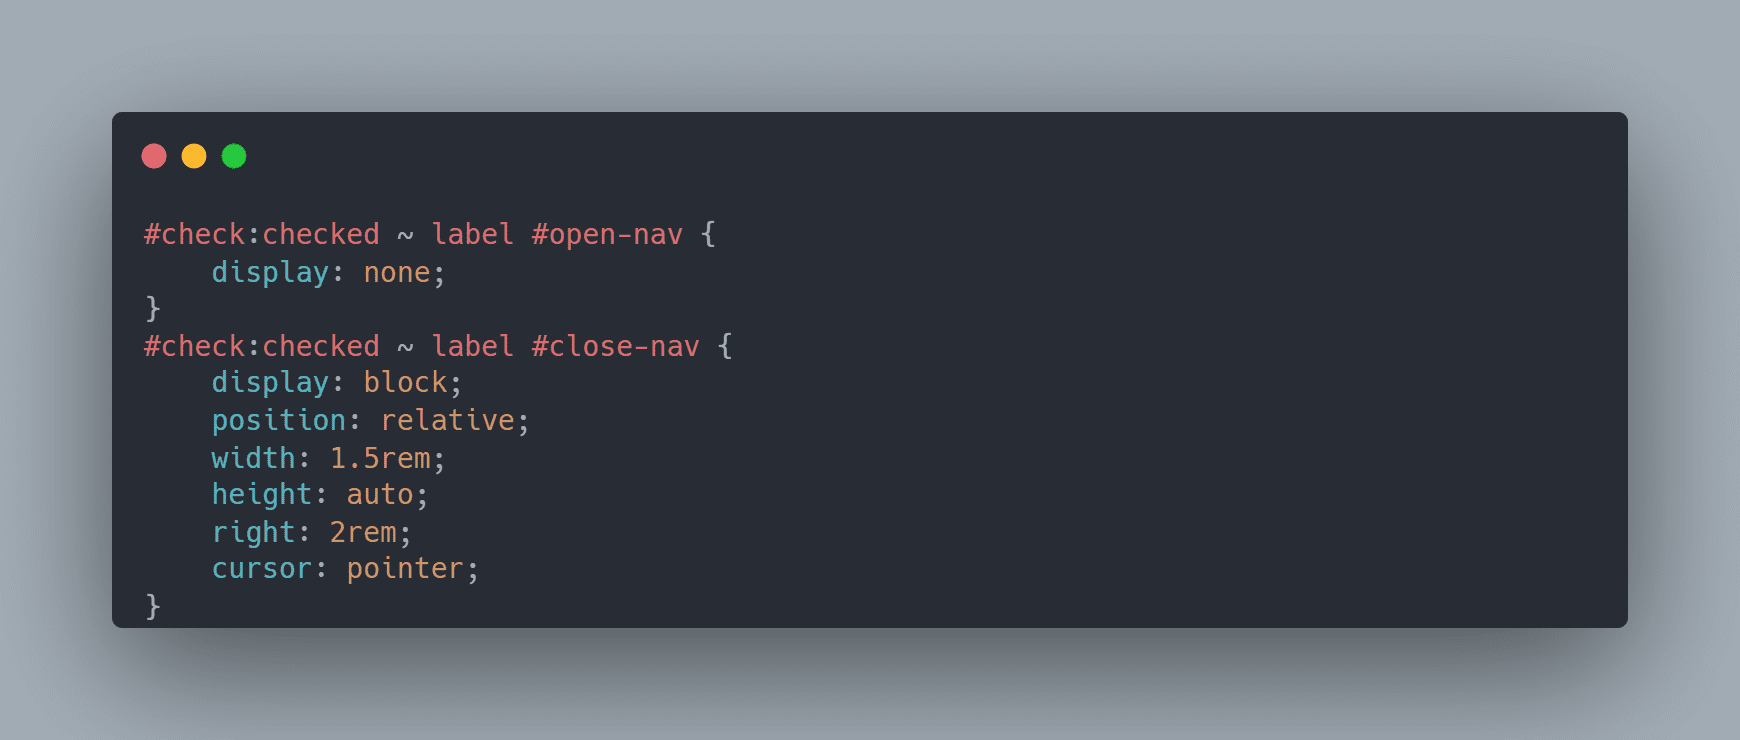 #check:checked ~ label #open-nav {
    display: none;
}
#check:checked ~ label #close-nav {
    display: block;
    position: relative;
    width: 1.5rem;
    height: auto;
    right: 2rem;
    cursor: pointer;
}